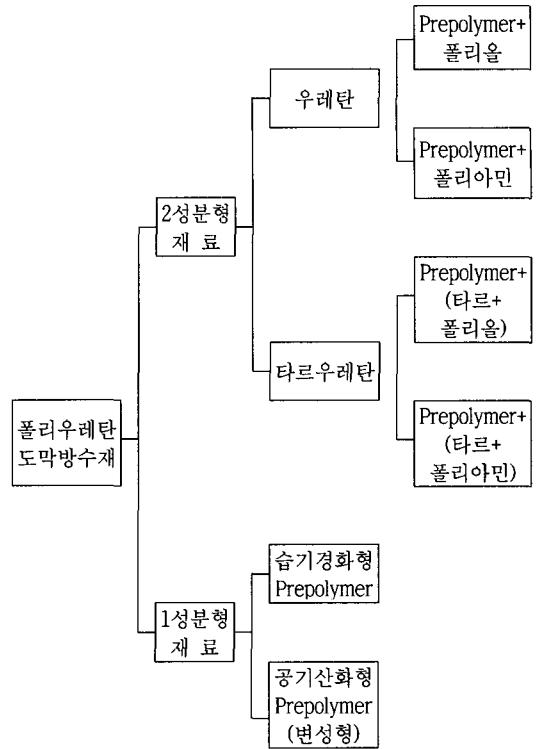 Prepolymer+
폴리올
우레탄
Prepolymer+
폴리아민
2성분형
재 료
Prepolymer+
(타르+
폴리올)
타르우레탄
폴리우레탄
도막방수재
Prepolymer+
(타르+
폴리아민)
습기경화형
Prepolymer
1성분형
재 료
공기산화형
Prepolymer
(변성형)